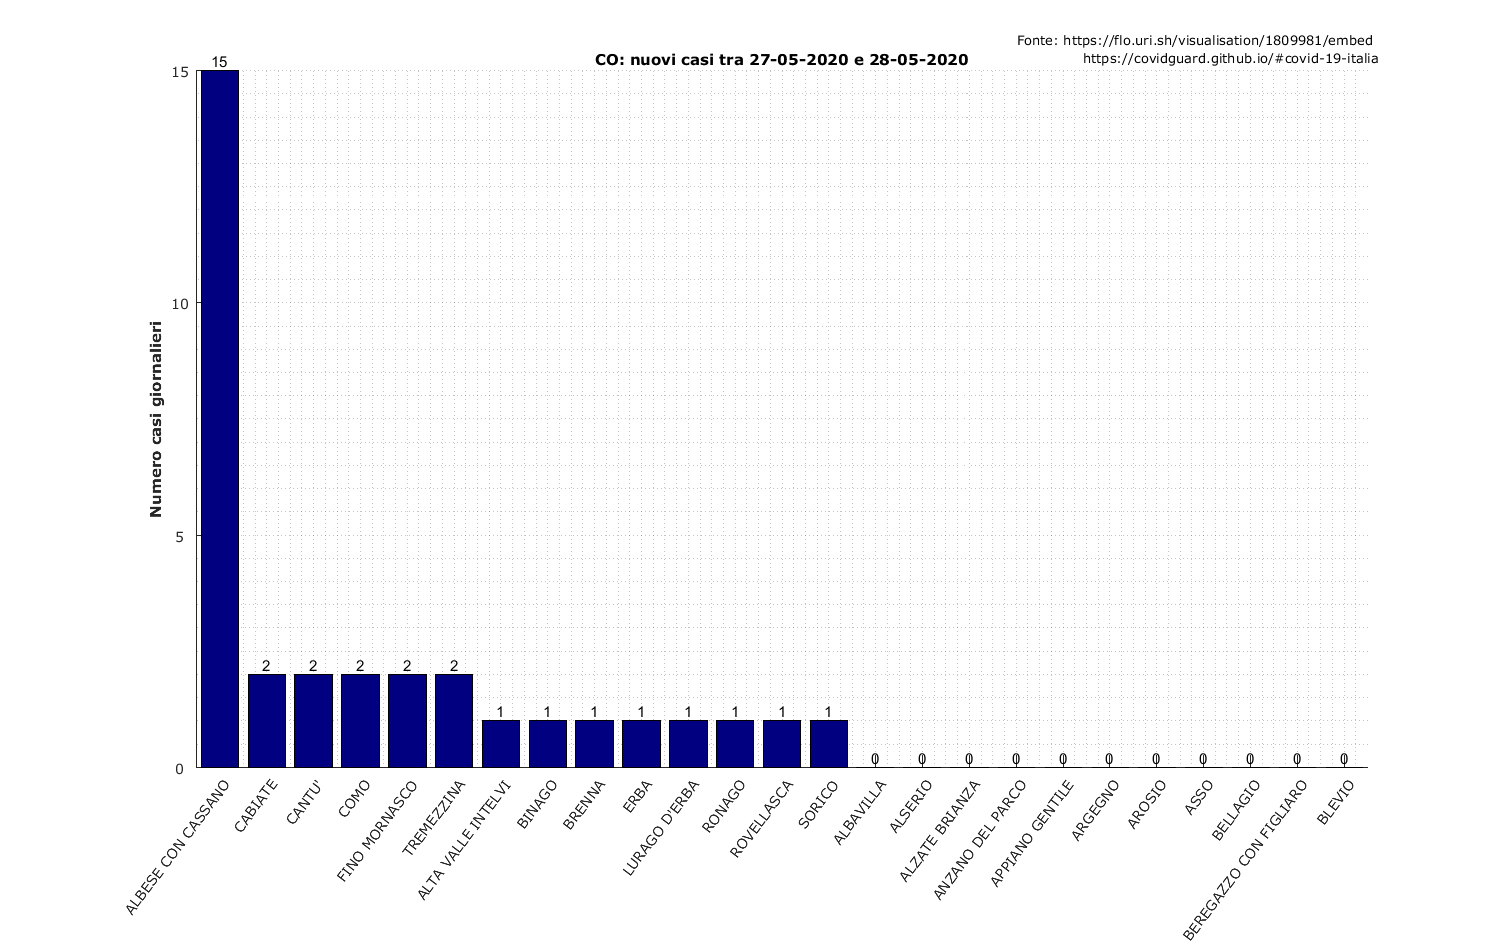 Fonte: https://flo.uri.sh/visualisation/1809981/embed
https://covidguard.github.io/#covid-19-italia
CO: nuovi casi tra 27-05-2020 e 28-05-2020
Numero casi giornalieri
15
10
5
0
15
2
2
2
2
2
1
1
1
1
1
1
1
1
0
0
0
0
0
0
0
0
0
0
0
ALBESE CON CASSANO
CABIATE
CANTU'
COMO
FINO MORNASCO
TREMEZZINA
ALTA VALLE INTELVI
BINAGO
BRENNA
ERBA
LURAGO D'ERBA
RONAGO
ROVELLASCA
SORICO
ALBAVILLA
ALSERIO
ALZATE BRIANZA
ANZANO DEL PARCO
APPIANO GENTILE
ARGEGNO
AROSIO
ASSO
BELLAGIO
BEREGAZZO CON FIGLIARO
BLEVIO